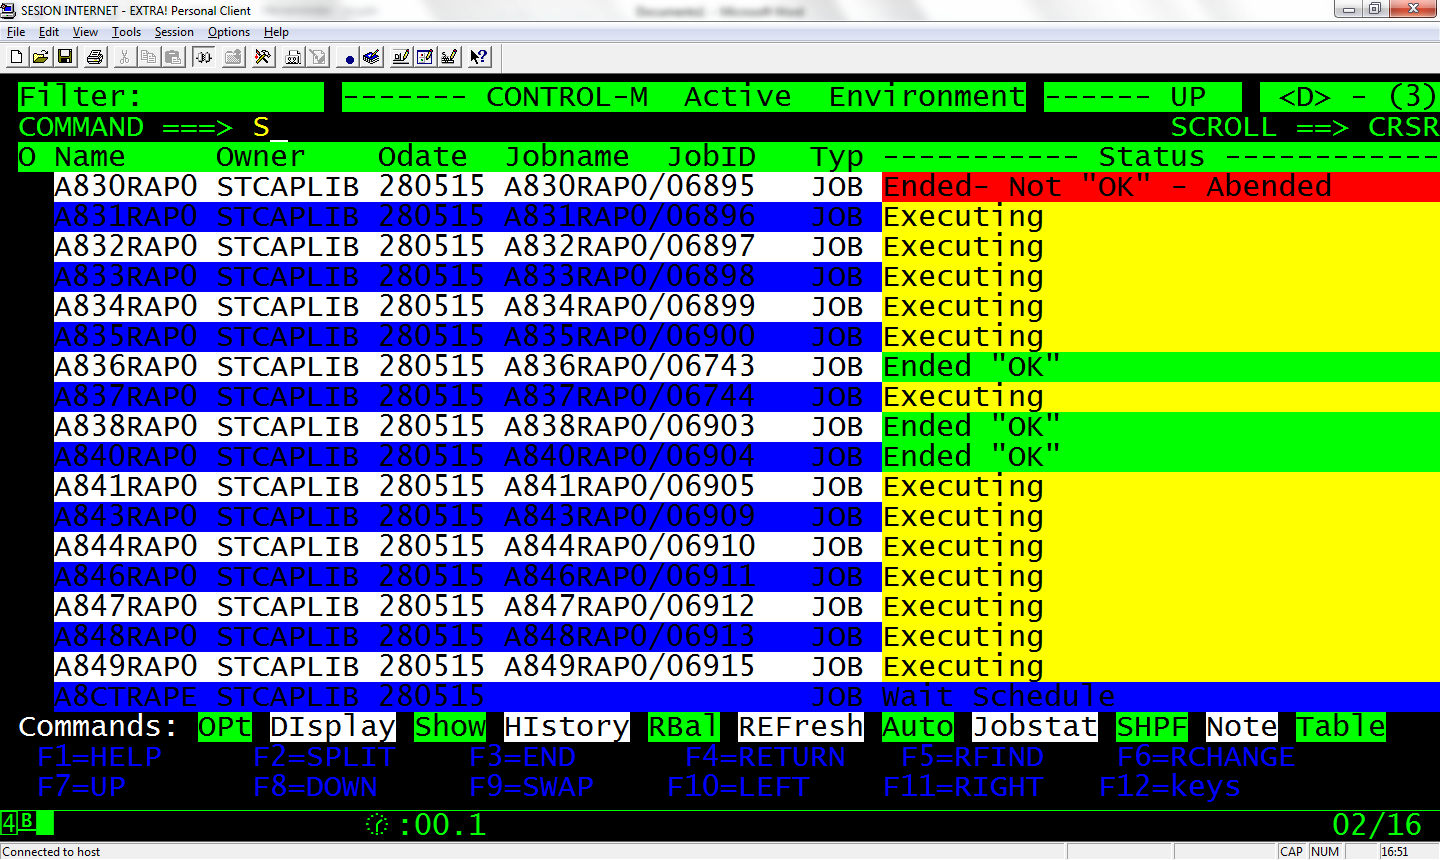 SESION INTERNET - EXTRA! Personal Client
File Edit View Tools Session Options Help
Filter: ------- CONTROL-M Active Environment ------ UP <D> - (3)
COMMAND ===> S_ SCROLL ==> CRSR
O Name Owner Odate Jobname JobID Typ ----------- Status ------------
A830RAP0 STCAPLIB 280515 A830RAP0/06895 JOB Ended- Not "OK" - Abended
A831RAP0 STCAPLIB 280515 A831RAP0/06896 JOB Executing
A832RAP0 STCAPLIB 280515 A832RAP0/06897 JOB Executing
A833RAP0 STCAPLIB 280515 A833RAP0/06898 JOB Executing
A834RAP0 STCAPLIB 280515 A834RAP0/06899 JOB Executing
A835RAP0 STCAPLIB 280515 A835RAP0/06900 JOB Executing
A836RAP0 STCAPLIB 280515 A836RAP0/06743 JOB Ended "OK"
A837RAP0 STCAPLIB 280515 A837RAP0/06744 JOB Executing
A838RAP0 STCAPLIB 280515 A838RAP0/06903 JOB Ended "OK"
A840RAP0 STCAPLIB 280515 A840RAP0/06904 JOB Ended "OK"
A841RAP0 STCAPLIB 280515 A841RAP0/06905 JOB Executing
A843RAP0 STCAPLIB 280515 A843RAP0/06909 JOB Executing
A844RAP0 STCAPLIB 280515 A844RAP0/06910 JOB Executing
A846RAP0 STCAPLIB 280515 A846RAP0/06911 JOB Executing
A847RAP0 STCAPLIB 280515 A847RAP0/06912 JOB Executing
A848RAP0 STCAPLIB 280515 A848RAP0/06913 JOB Executing
A849RAP0 STCAPLIB 280515 A849RAP0/06915 JOB Executing
A8CTRAPE STCAPLIB 280515 JOB Wait Schedule
Commands: OPt DIsplay Show HIstory RBal REFresh Auto Jobstat SHPF Note Table
F1=HELP F2=SPLIT F3=END F4=RETURN F5=RFIND F6=RCHANGE
F7=UP F8=DOWN F9=SWAP F10=LEFT F11=RIGHT F12=keys
4B :00.1 02/16
Connected to host CAP NUM 16:51